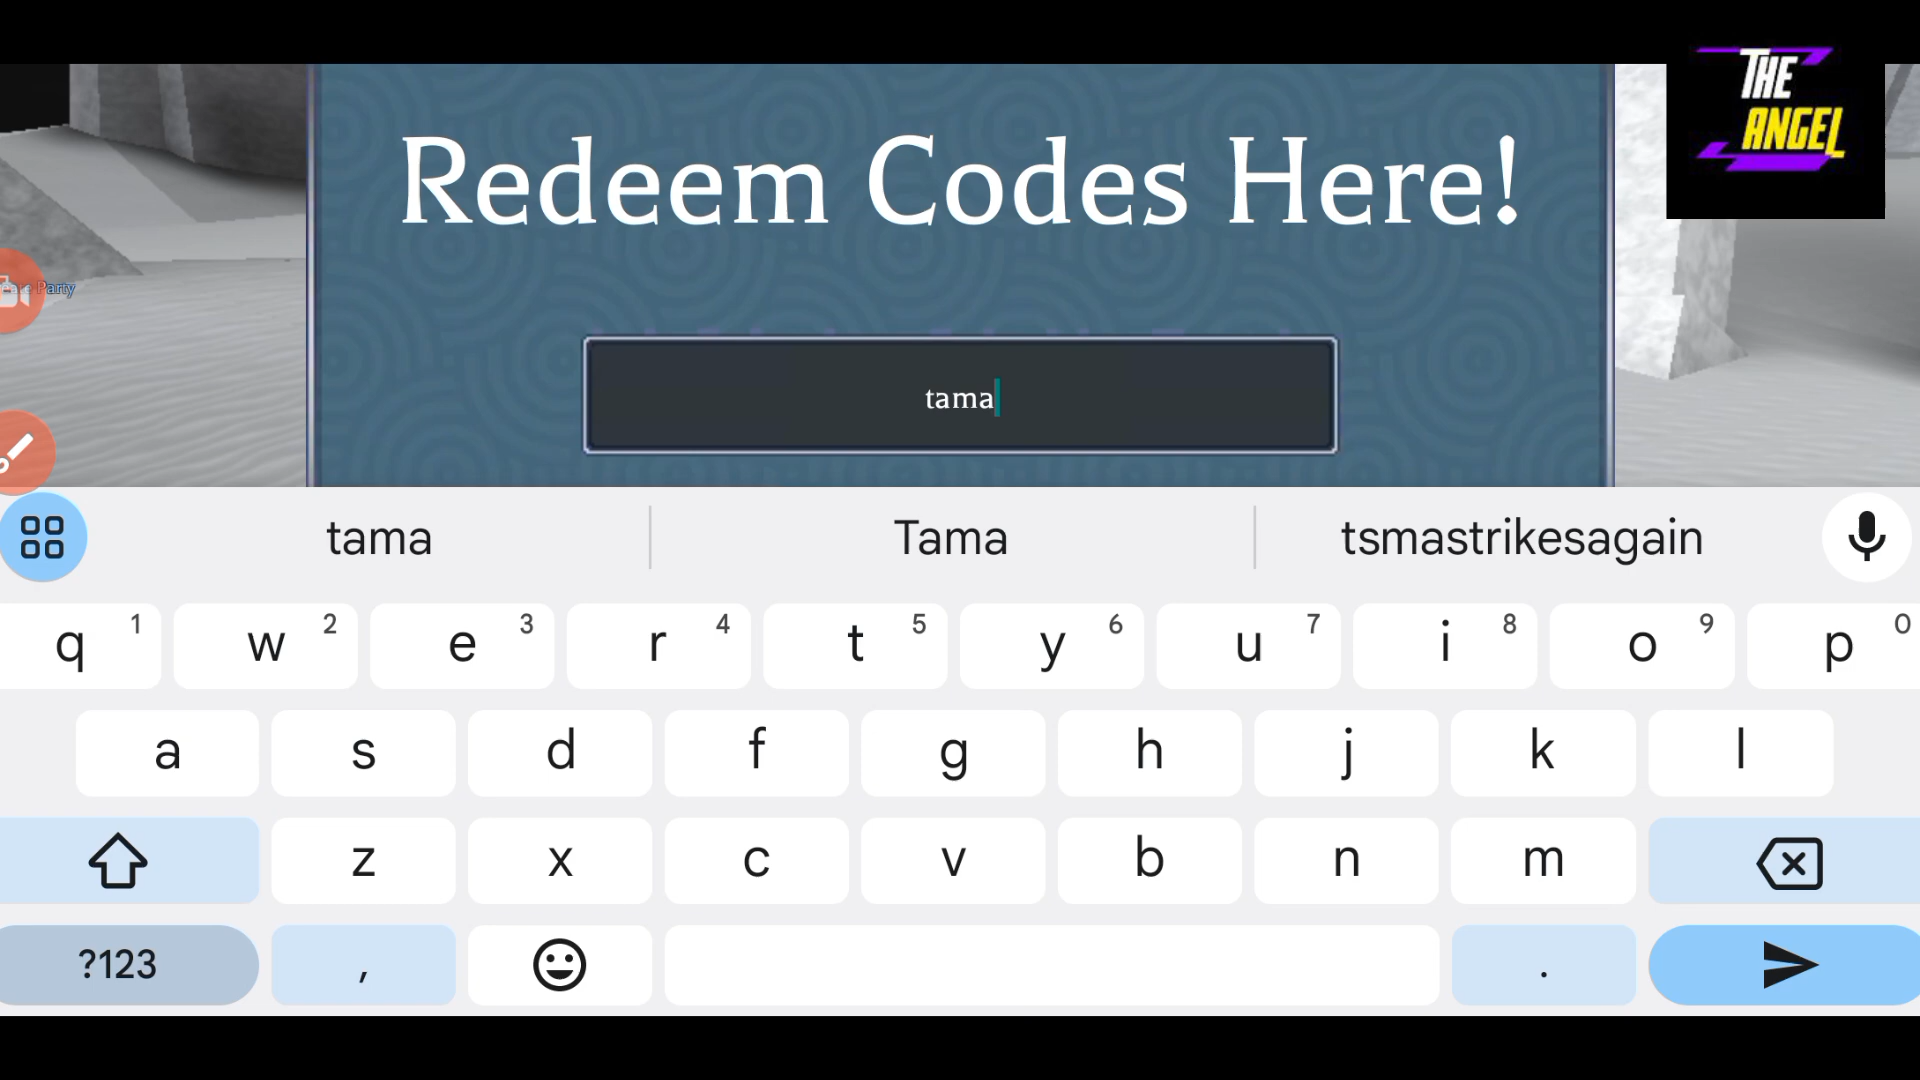 THE
ANGEL
Redeem Codes Here!
Party
tama
tama Tama tsmastrikesagain
q 1 w 2 e 3 r 4 t 5 y 6 u 7 i 8 o 9 p 0
a s d f g h j k l
z x c v b n m
?123 , .